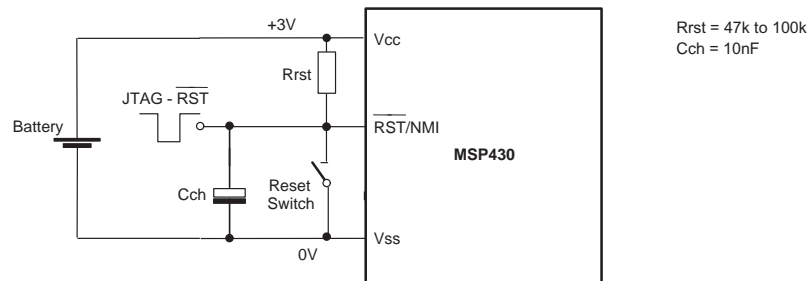 +3V
Vcc
Rrst = 47k to 100k
Cch = 10nF
Rrst
JTAG - RST
Battery
RST/NMI
MSP430
Cch
Reset
Switch
Vss
0V